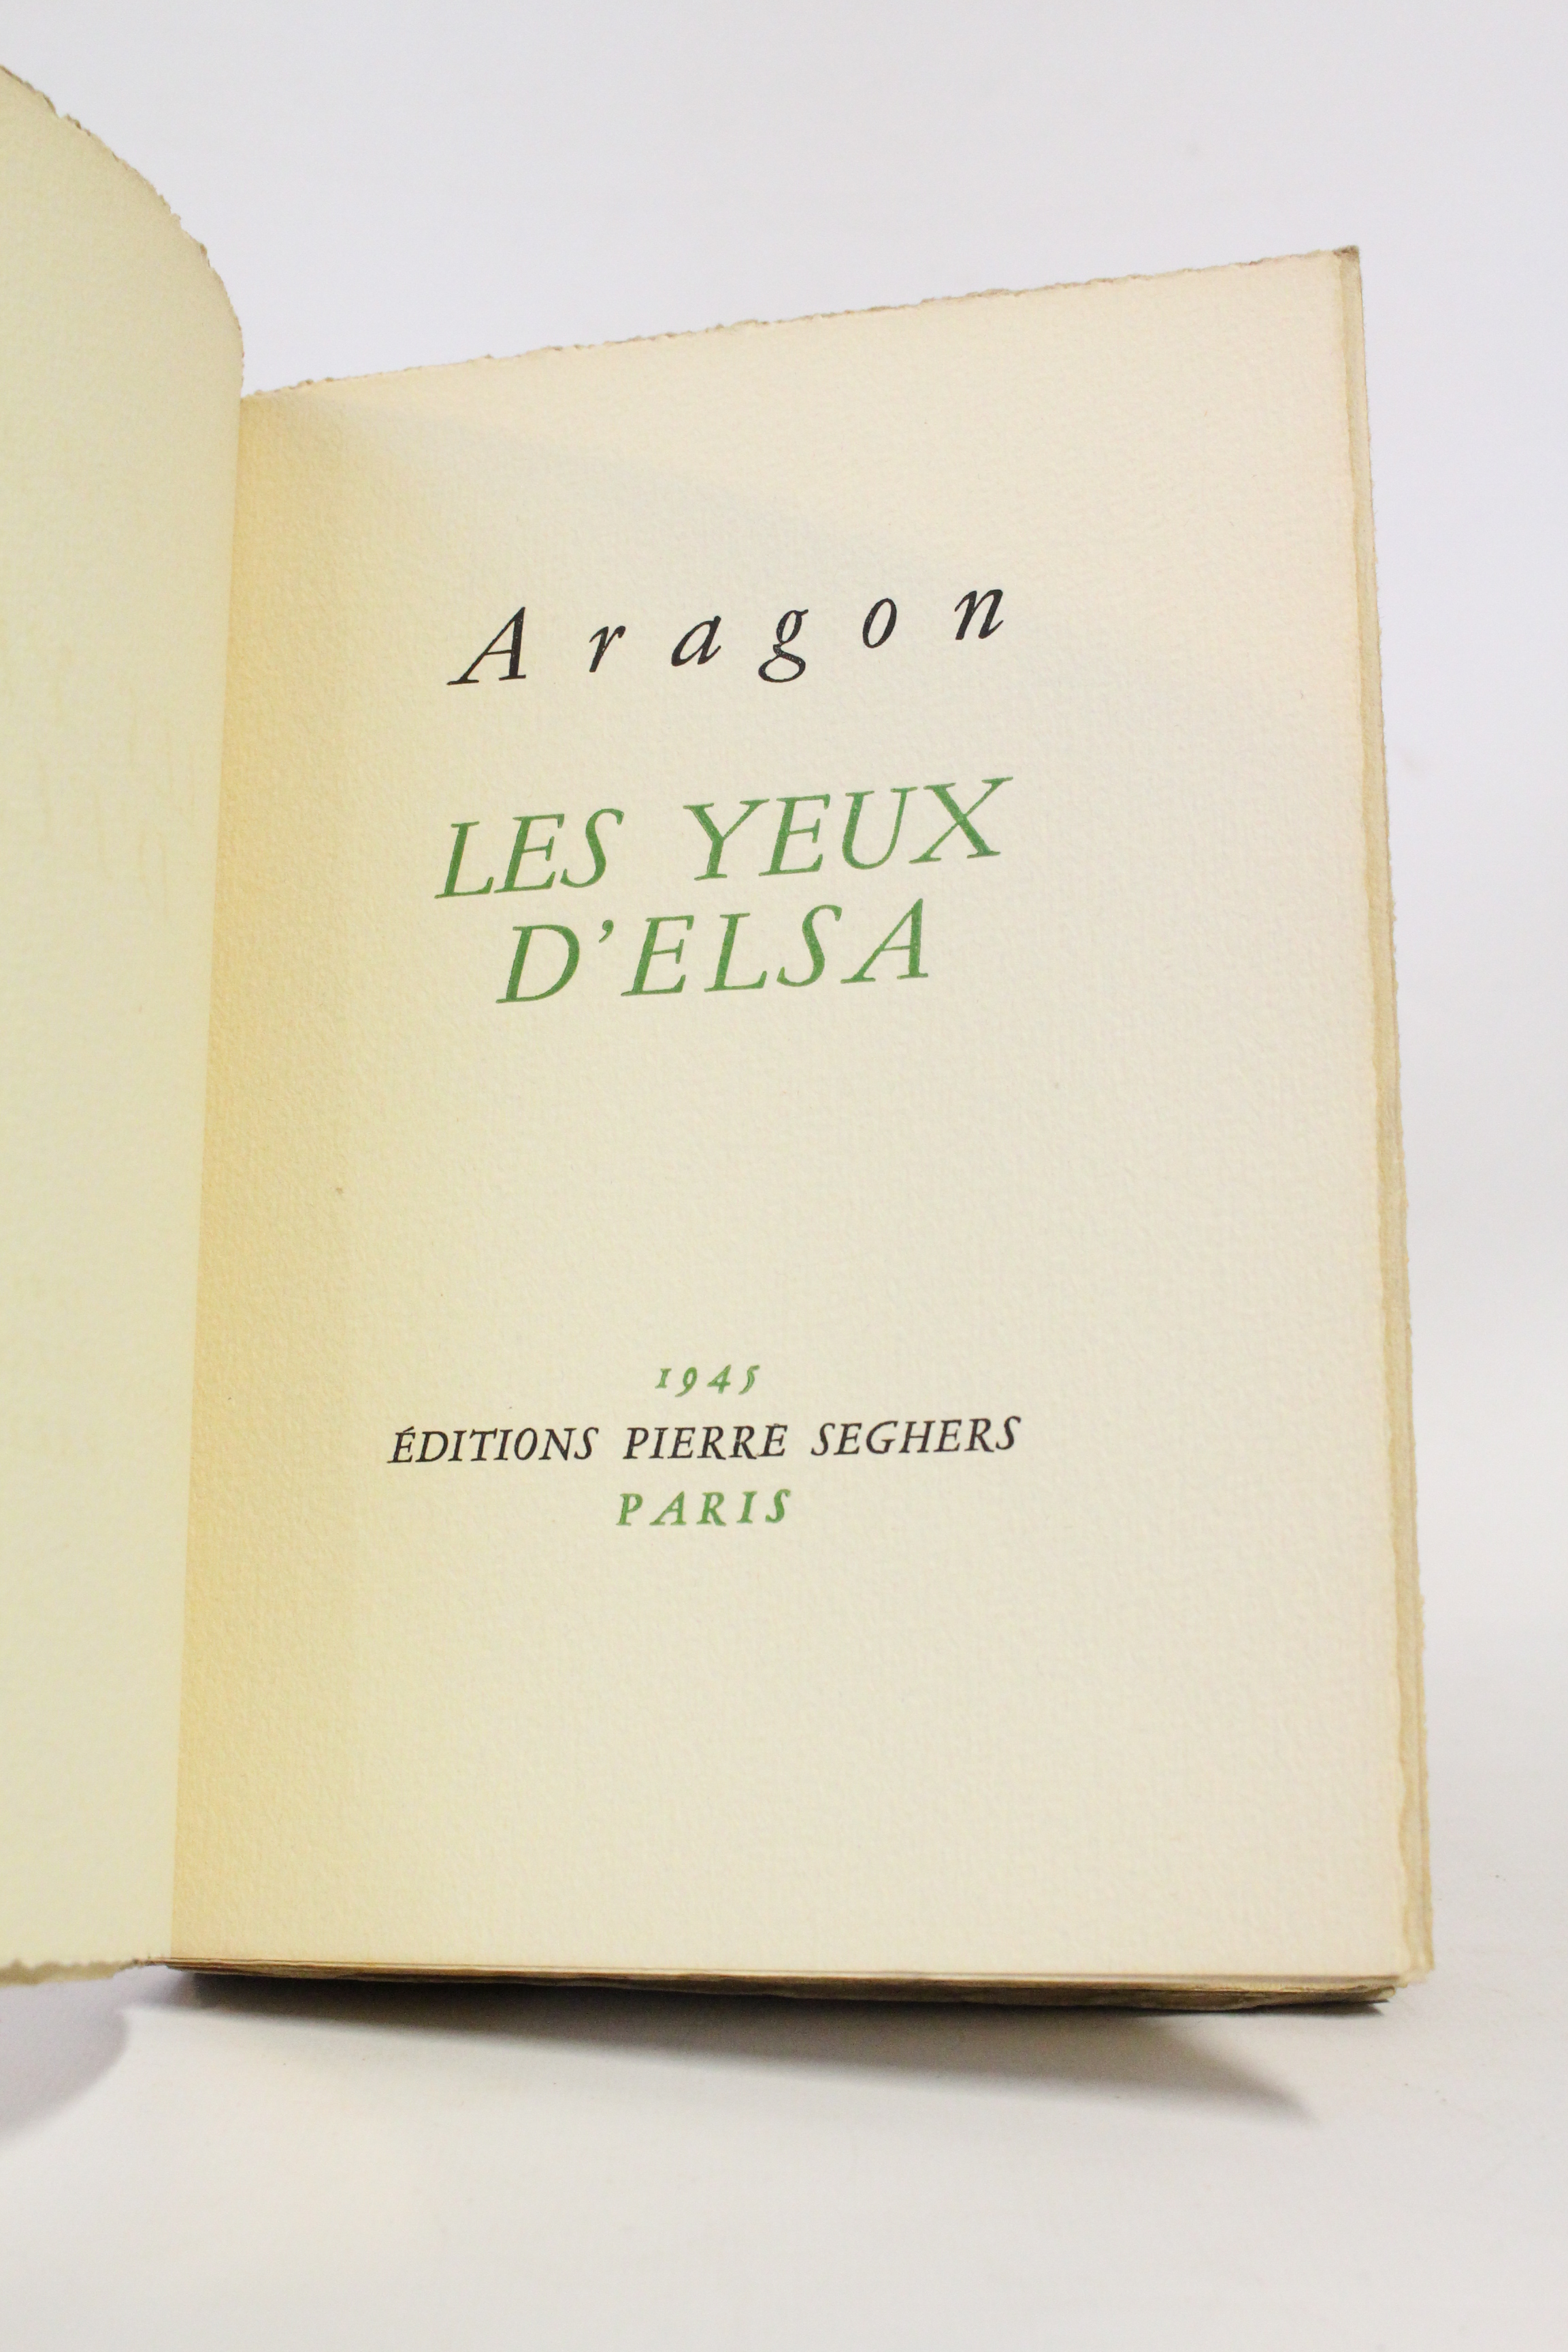 Aragon
LES YEUX
D'ELSA
1945
ÉDITIONS PIERRE SEGHERS
PARIS